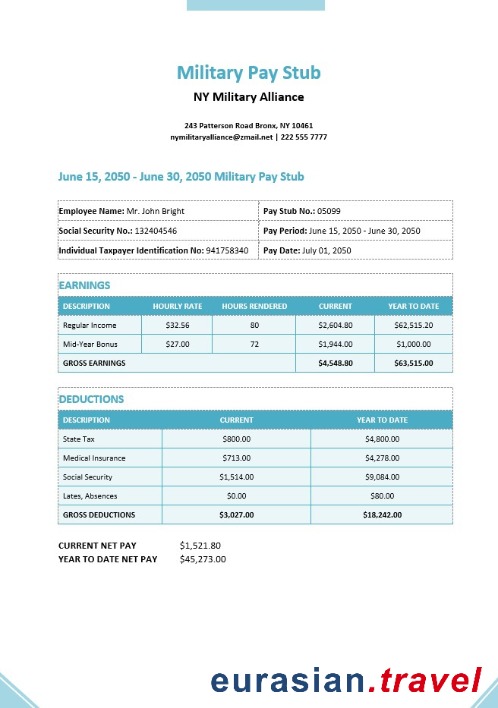 Military Pay Stub
NY Military Alliance
243 Patterson Road Bronx, NY 10461
nymilitaryalliance@zmail.net | 222 555 7777
June 15, 2050 - June 30, 2050 Military Pay Stub
Employee Name: Mr. John Bright Pay Stub No.: 05099
Social Security No.: 132404546 Pay Period: June 15, 2050 - June 30, 2050
Individual Taxpayer Identification No: 941758340 Pay Date: July 01, 2050
EARNINGS
DESCRIPTION HOURLY RATE HOURS RENDERED CURRENT YEAR TO DATE
Regular Income $32.56 80 $2,604.80 $62,515.20
Mid-Year Bonus $27.00 72 $1,944.00 $1,000.00
GROSS EARNINGS $4,548.80 $63,515.00
DEDUCTIONS
DESCRIPTION CURRENT YEAR TO DATE
State Tax $800.00 $4,800.00
Medical Insurance $713.00 $4,278.00
Social Security $1,514.00 $9,084.00
Lates, Absences $0.00 $80.00
GROSS DEDUCTIONS $3,027.00 $18,242.00
CURRENT NET PAY $1,521.80
YEAR TO DATE NET PAY $45,273.00
eurasian.travel